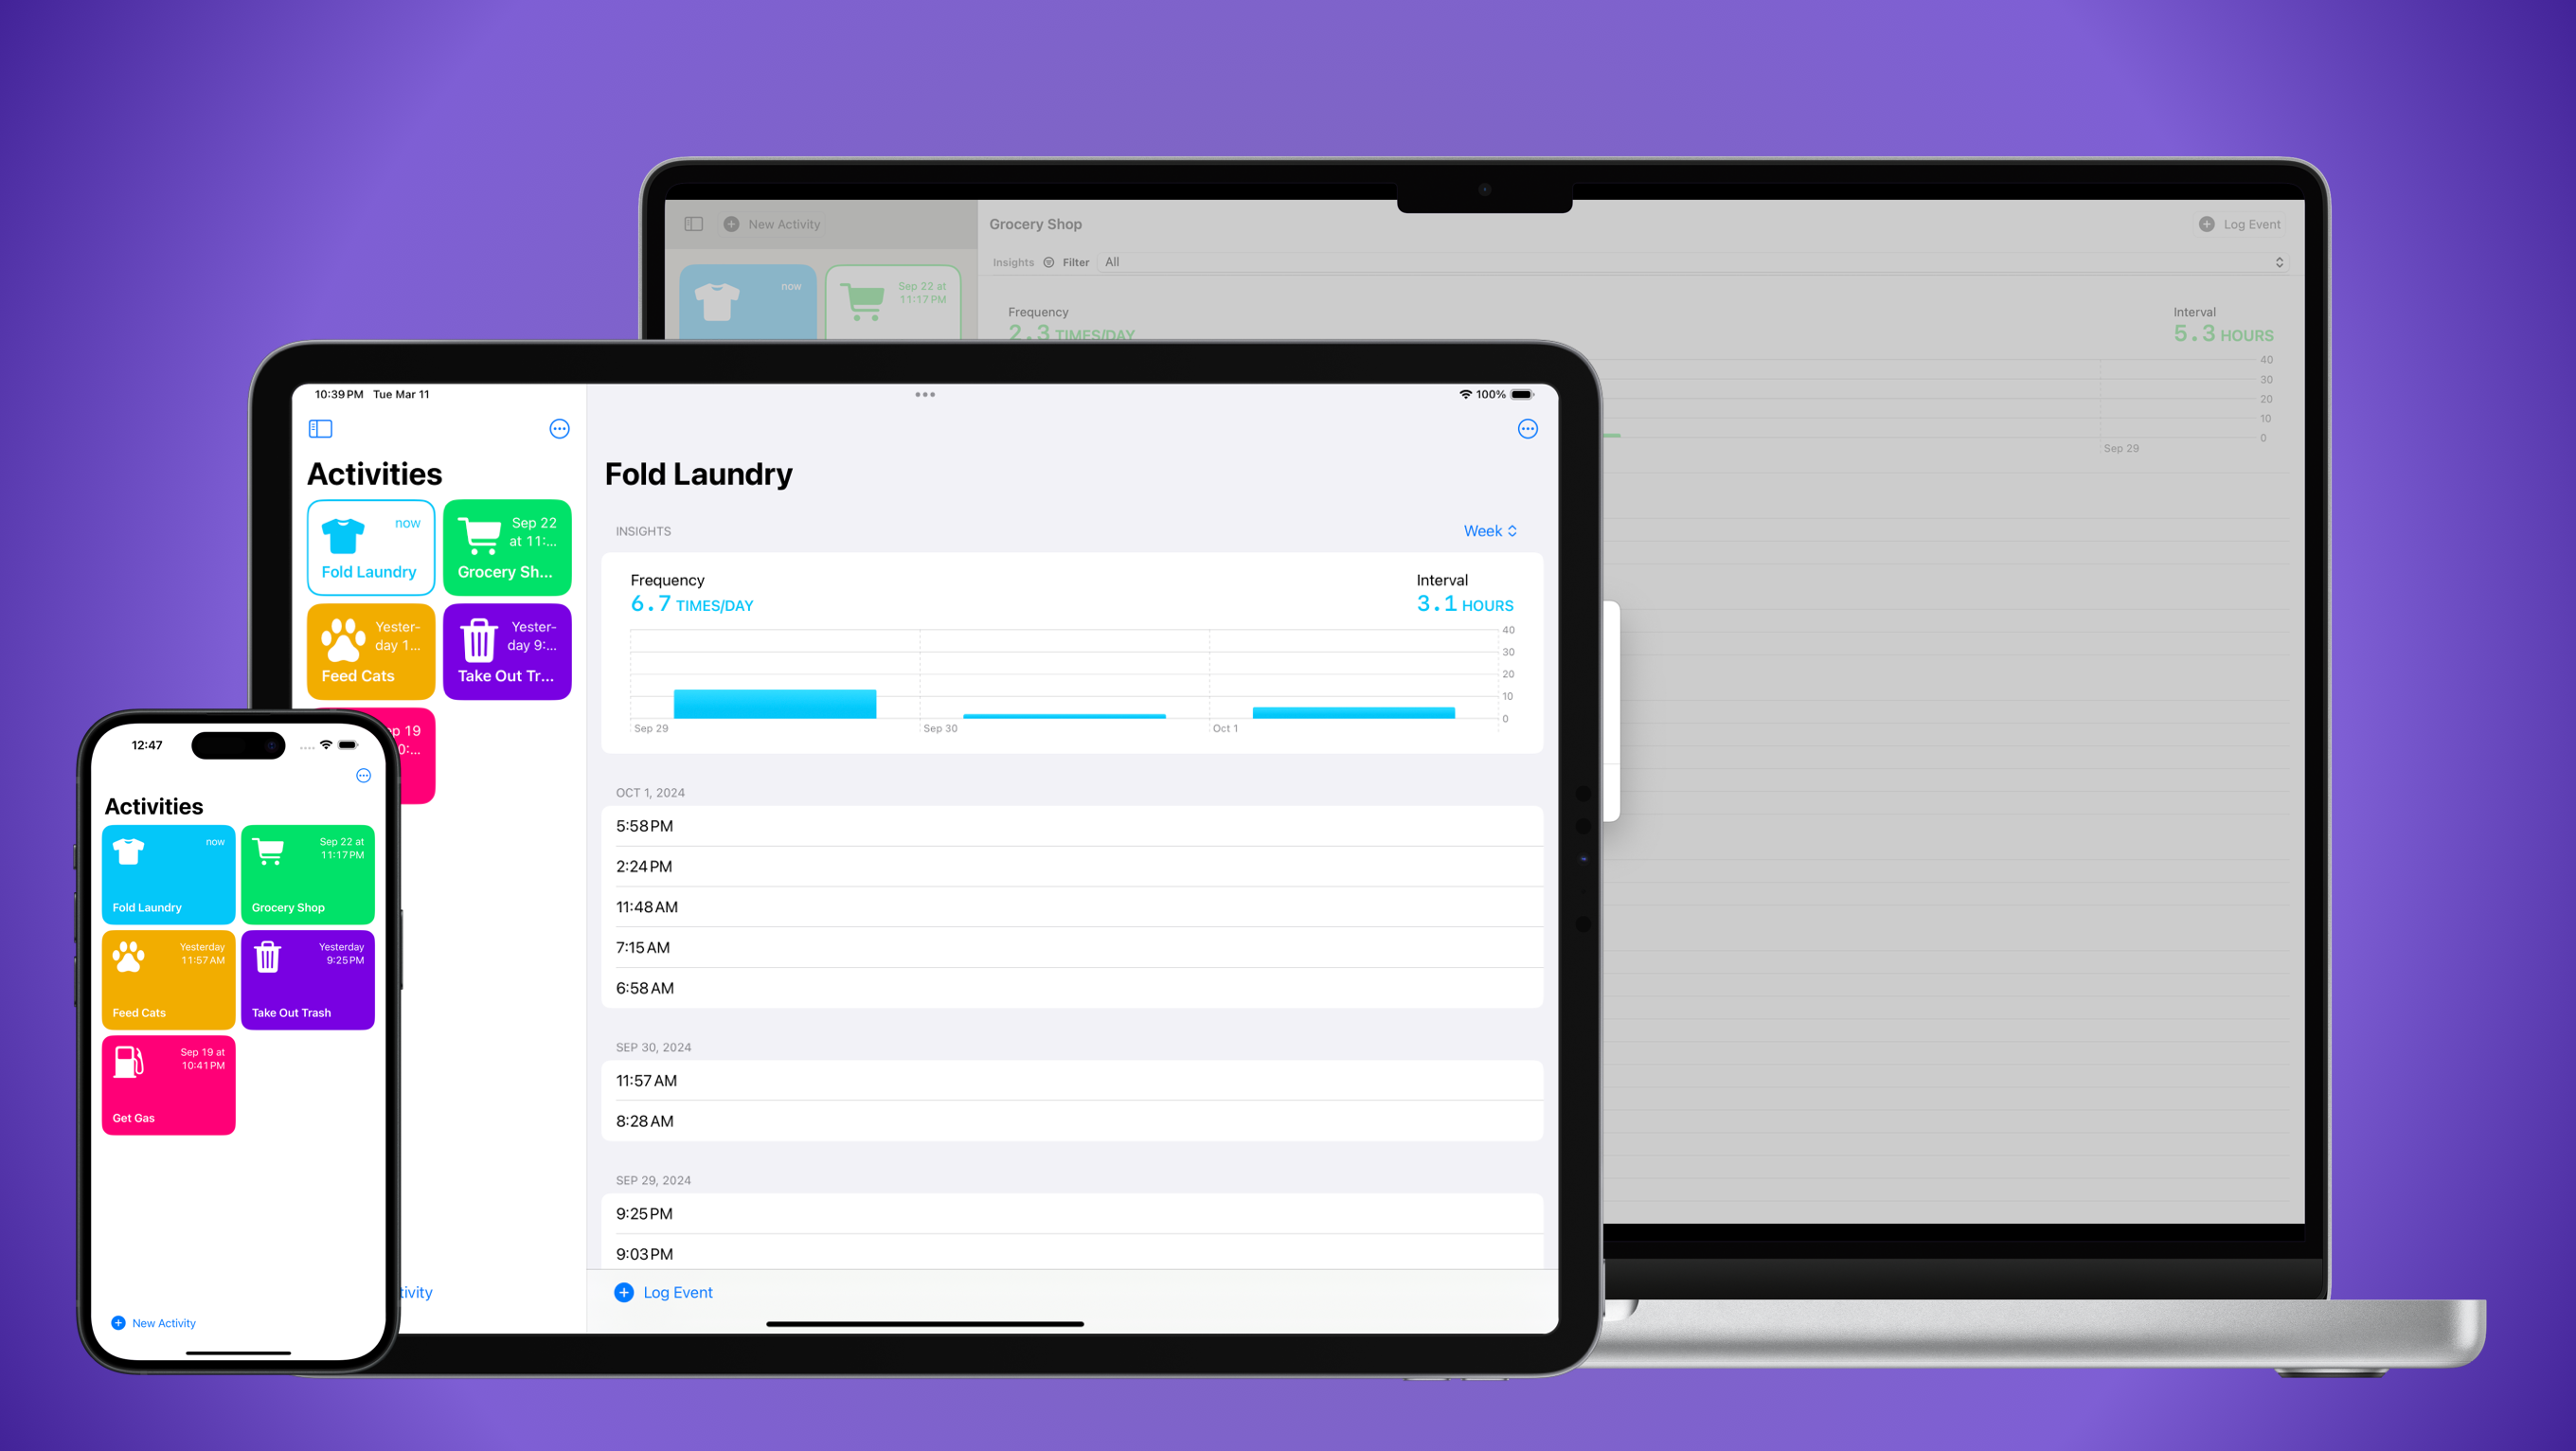 New Activity
Grocery Shop
Log Event
Insights Filter All
now
Sep 22 at
11:17 PM
Frequency
2.3 TIMES/DAY
Interval
5.3 HOURS
40
30
20
10
0
Sep 29
10:39 PM Tue Mar 11
100%
Activities
now
Fold Laundry
Sep 22
at 11:...
Grocery Sh...
Yester-
day 1...
Feed Cats
Yester-
day 9:...
Take Out Tr...
p 19
0:...
tivity
Fold Laundry
INSIGHTS
Week
Frequency
6.7 TIMES/DAY
Interval
3.1 HOURS
40
30
20
10
0
Sep 29
Sep 30
Oct 1
OCT 1, 2024
5:58 PM
2:24 PM
11:48 AM
7:15 AM
6:58 AM
SEP 30, 2024
11:57 AM
8:28 AM
SEP 29, 2024
9:25 PM
9:03 PM
Log Event
12:47
Activities
now
Fold Laundry
Sep 22 at
11:17 PM
Grocery Shop
Yesterday
11:57 AM
Feed Cats
Yesterday
9:25 PM
Take Out Trash
Sep 19 at
10:41 PM
Get Gas
New Activity